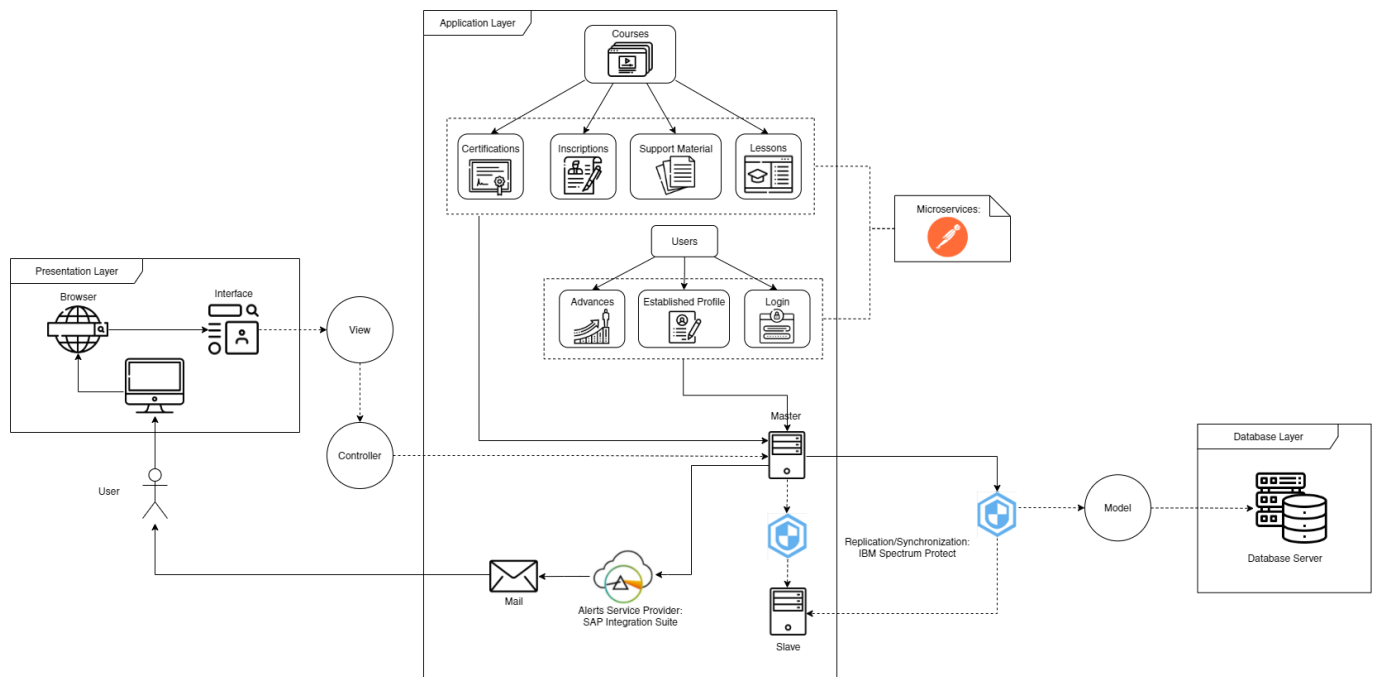 Application Layer
Courses
Certifications
Inscriptions
Support Material
Lessons
Microservices:
Users
Advances
Established Profile
Login
Presentation Layer
Browser
Interface
View
Controller
User
Master
Replication/Synchronization:
IBM Spectrum Protect
Model
Database Layer
Database Server
Mail
Alerts Service Provider:
SAP Integration Suite
Slave